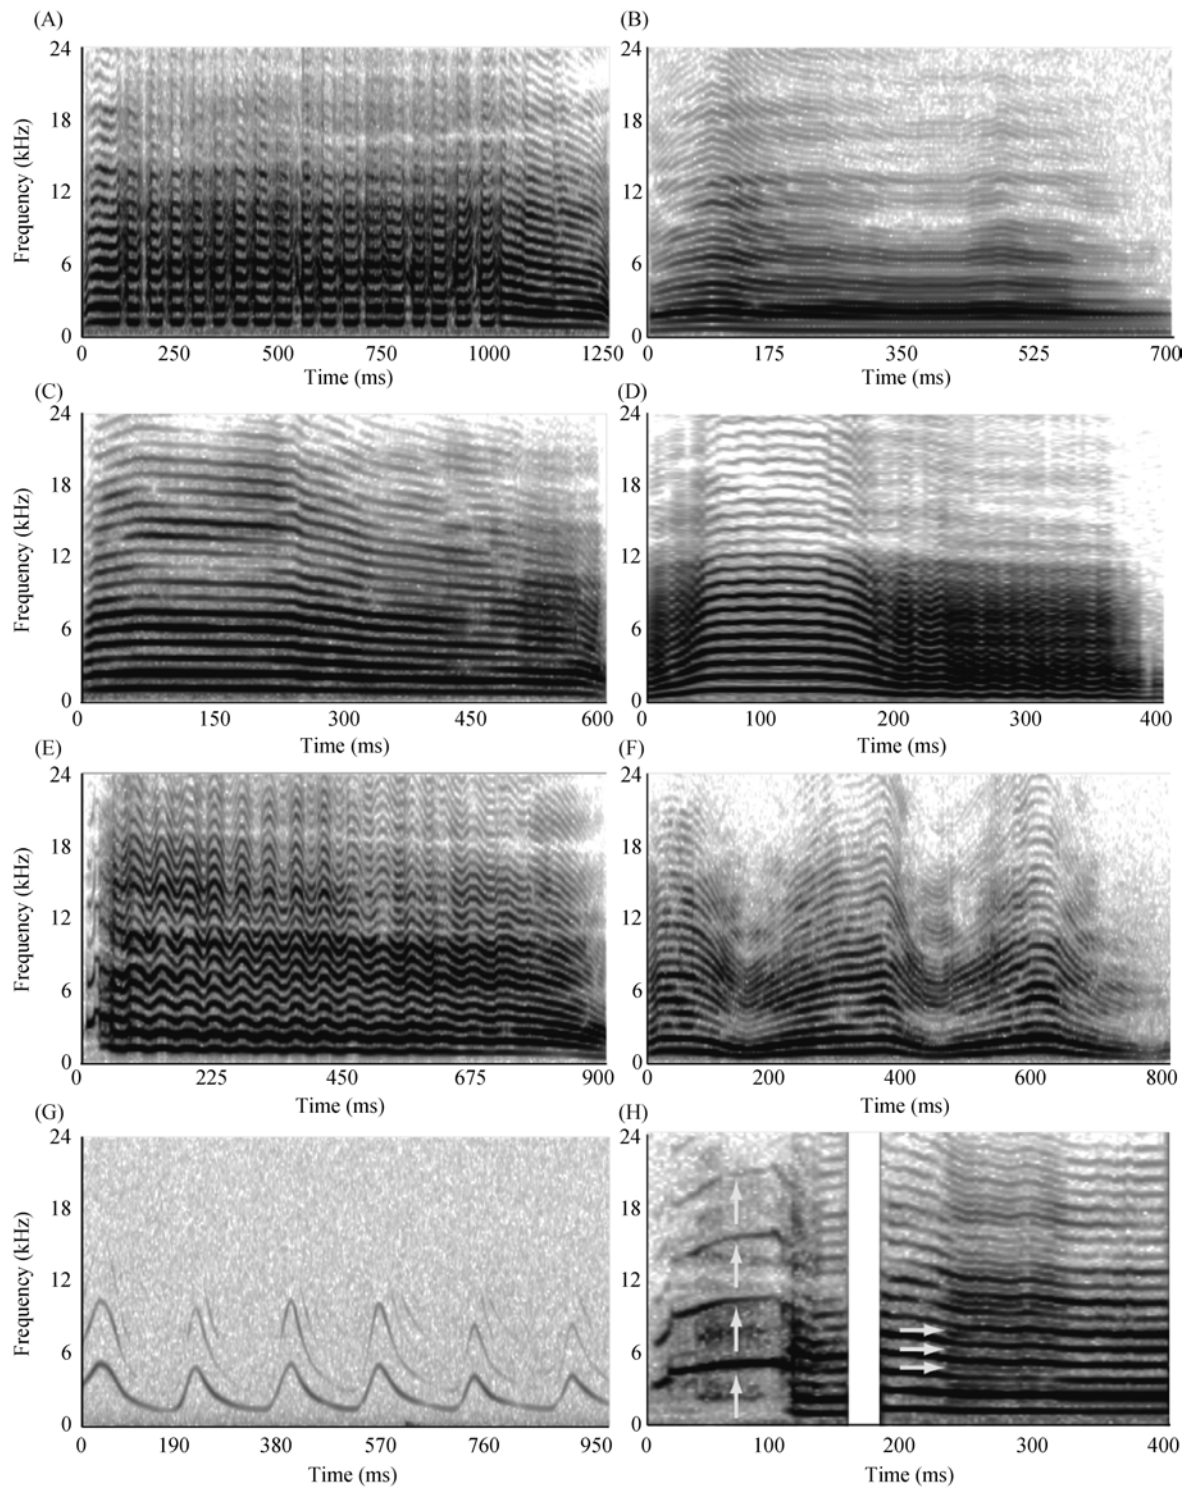 (A) (B)
24 24
18 18
12 12
6 6
0 0
Frequency (kHz)
0 250 500 750 1000 1250 0 175 350 525 700
Time (ms) Time (ms)
(C) (D)
24 24
18 18
12 12
6 6
0 0
Frequency (kHz)
0 150 300 450 600 0 100 200 300 400
Time (ms) Time (ms)
(E) (F)
24 24
18 18
12 12
6 6
0 0
Frequency (kHz)
0 225 450 675 900 0 200 400 600 800
Time (ms) Time (ms)
(G) (H)
24 24
18 18
12 12
6 6
0 0
Frequency (kHz)
0 190 380 570 760 950 0 100 200 300 400
Time (ms) Time (ms)